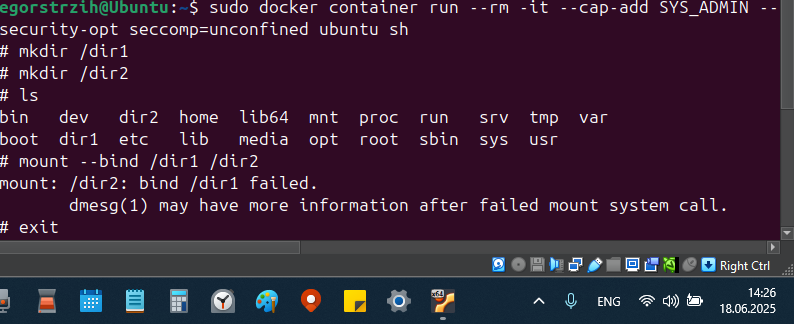 egorstrzih@Ubuntu:~$ sudo docker container run --rm -it --cap-add SYS_ADMIN --
security-opt seccomp=unconfined ubuntu sh
# mkdir /dir1
# mkdir /dir2
# ls
bin   dev   dir2  home  lib64  mnt  proc  run   srv  tmp  var
boot  dir1  etc   lib   media  opt  root  sbin  sys  usr
# mount --bind /dir1 /dir2
mount: /dir2: bind /dir1 failed.
       dmesg(1) may have more information after failed mount system call.
# exit
Right Ctrl
x64
ENG
14:26
18.06.2025